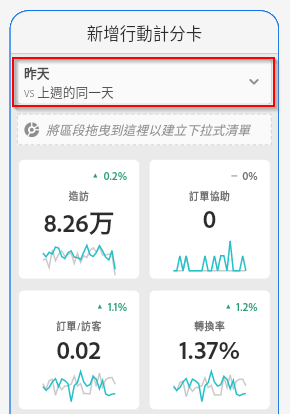 新增行動計分卡
昨天
vs 上週的同一天
將區段拖曳到這裡以建立下拉式清單
▲ 0.2%
造訪
8.26万
— 0%
訂單協助
0
▲ 1.1%
訂單/訪客
0.02
▲ 1.2%
轉換率
1.37%